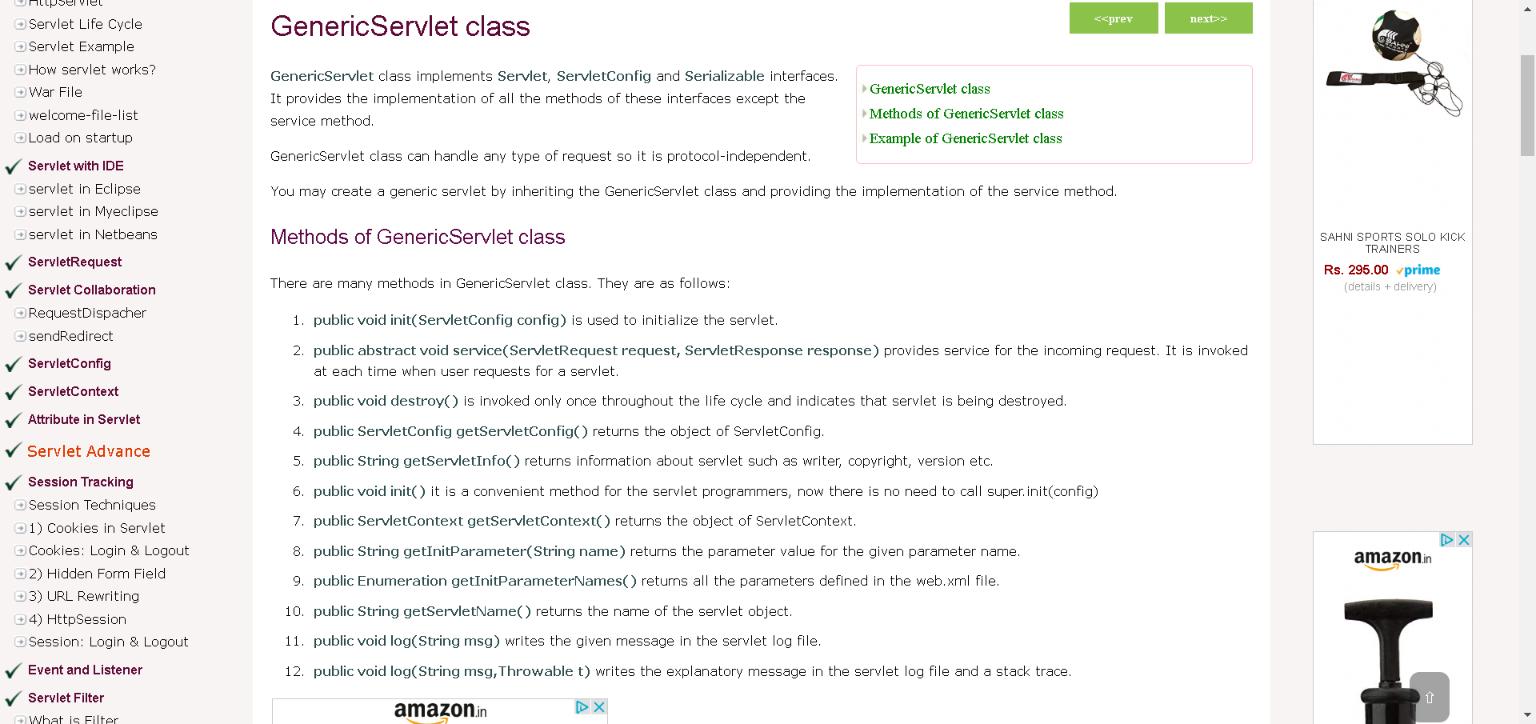 HttpServlet
Servlet Life Cycle
Servlet Example
How servlet works?
War File
welcome-file-list
Load on startup
Servlet with IDE
servlet in Eclipse
servlet in Myeclipse
servlet in Netbeans
ServletRequest
Servlet Collaboration
RequestDispacher
sendRedirect
ServletConfig
ServletContext
Attribute in Servlet
Servlet Advance
Session Tracking
Session Techniques
1) Cookies in Servlet
Cookies: Login & Logout
2) Hidden Form Field
3) URL Rewriting
4) HttpSession
Session: Login & Logout
Event and Listener
Servlet Filter
What is Filter
GenericServlet class
<<prev
next>>
GenericServlet class implements Servlet, ServletConfig and Serializable interfaces.
It provides the implementation of all the methods of these interfaces except the
service method.
GenericServlet class
Methods of GenericServlet class
Example of GenericServlet class
GenericServlet class can handle any type of request so it is protocol-independent.
You may create a generic servlet by inheriting the GenericServlet class and providing the implementation of the service method.
Methods of GenericServlet class
There are many methods in GenericServlet class. They are as follows:
1. public void init(ServletConfig config) is used to initialize the servlet.
2. public abstract void service(ServletRequest request, ServletResponse response) provides service for the incoming request. It is invoked
at each time when user requests for a servlet.
3. public void destroy() is invoked only once throughout the life cycle and indicates that servlet is being destroyed.
4. public ServletConfig getServletConfig() returns the object of ServletConfig.
5. public String getServletInfo() returns information about servlet such as writer, copyright, version etc.
6. public void init() it is a convenient method for the servlet programmers, now there is no need to call super.init(config)
7. public ServletContext getServletContext() returns the object of ServletContext.
8. public String getInitParameter(String name) returns the parameter value for the given parameter name.
9. public Enumeration getInitParameterNames() returns all the parameters defined in the web.xml file.
10. public String getServletName() returns the name of the servlet object.
11. public void log(String msg) writes the given message in the servlet log file.
12. public void log(String msg,Throwable t) writes the explanatory message in the servlet log file and a stack trace.
amazon.in
SAHNI SPORTS SOLO KICK
TRAINERS
Rs. 295.00 prime
(details + delivery)
amazon.in